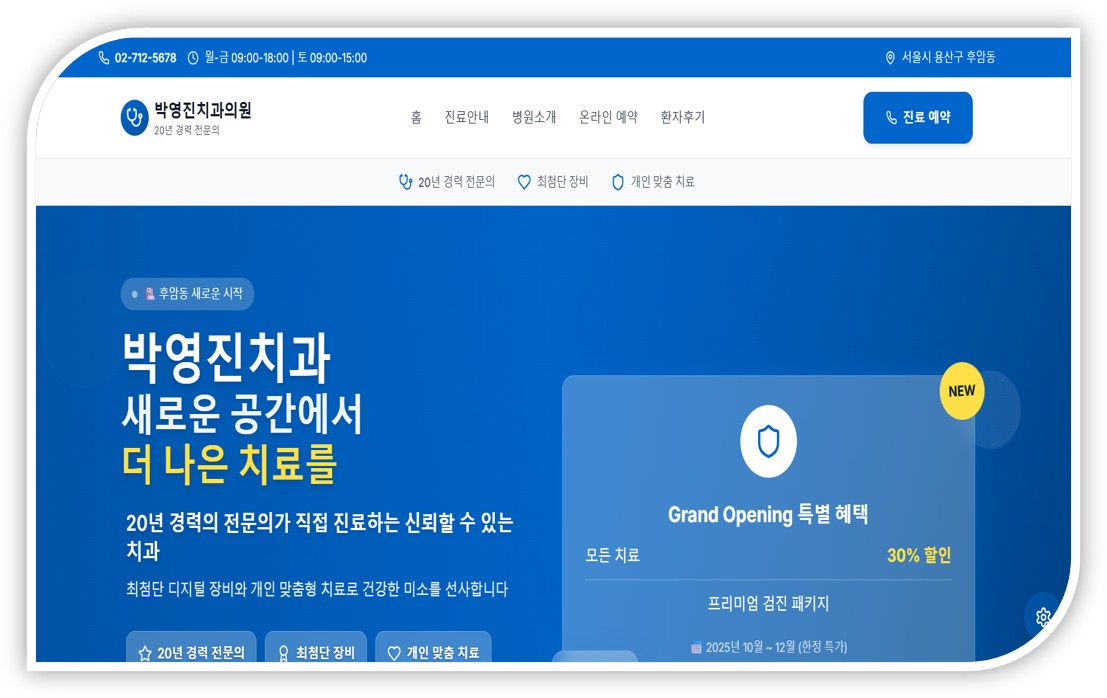 02-712-5678 월-금 09:00-18:00 | 토 09:00-15:00 서울시 용산구 후암동
박영진치과의원
20년 경력 전문의
홈 진료안내 병원소개 온라인 예약 환자후기
진료 예약
20년 경력 전문의 최첨단 장비 개인 맞춤 치료
후암동 새로운 시작
박영진치과
새로운 공간에서
더 나은 치료를
20년 경력의 전문의가 직접 진료하는 신뢰할 수 있는
치과
최첨단 디지털 장비와 개인 맞춤형 치료로 건강한 미소를 선사합니다
20년 경력 전문의 최첨단 장비 개인 맞춤 치료
NEW
Grand Opening 특별 혜택
모든 치료 30% 할인
프리미엄 검진 패키지
2025년 10월 ~ 12월 (한정 특가)